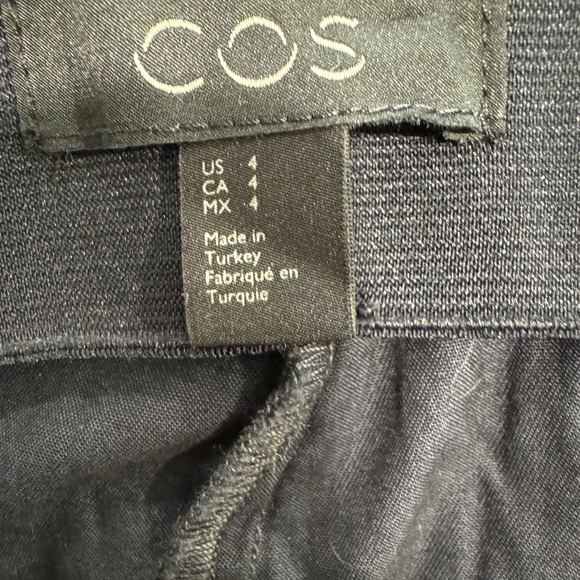 COS
US 4
CA 4
MX 4
Made in
Turkey
Fabriqué en
Turquie